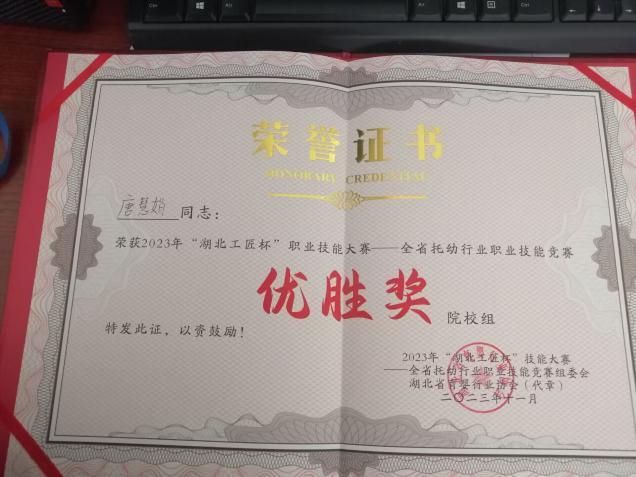 荣誉证书
HONORARY CREDENTIAL
唐慧娟 同志：
荣获2023年“湖北工匠杯”职业技能大赛——全省托幼行业职业技能竞赛
优胜奖 院校组
特发此证，以资鼓励！
2023年“湖北工匠杯”技能大赛
——全省托幼行业职业技能竞赛组委会
湖北省育婴行业协会（代章）
二〇二三年十一月